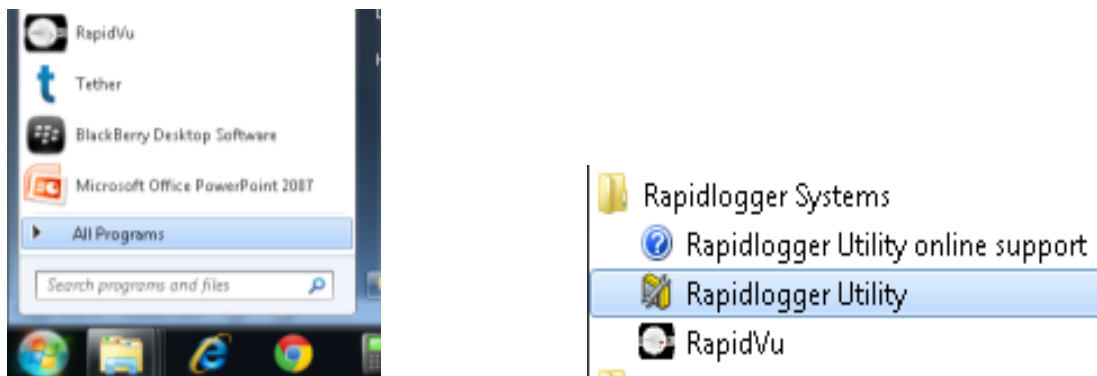 RapidVu
Tether
BlackBerry Desktop Software
Microsoft Office PowerPoint 2007
All Programs
Search programs and files
Rapidlogger Systems
Rapidlogger Utility online support
Rapidlogger Utility
RapidVu